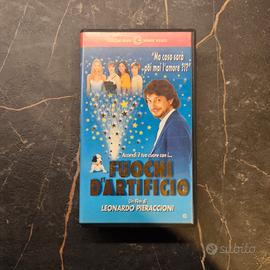 "Ma cosa sarà
poi mai l'amore ?!?"
Accendi il tuo cuore con i...
FUOCHI
D'ARTIFICIO
Un film di
LEONARDO PIERACCIONI
subito